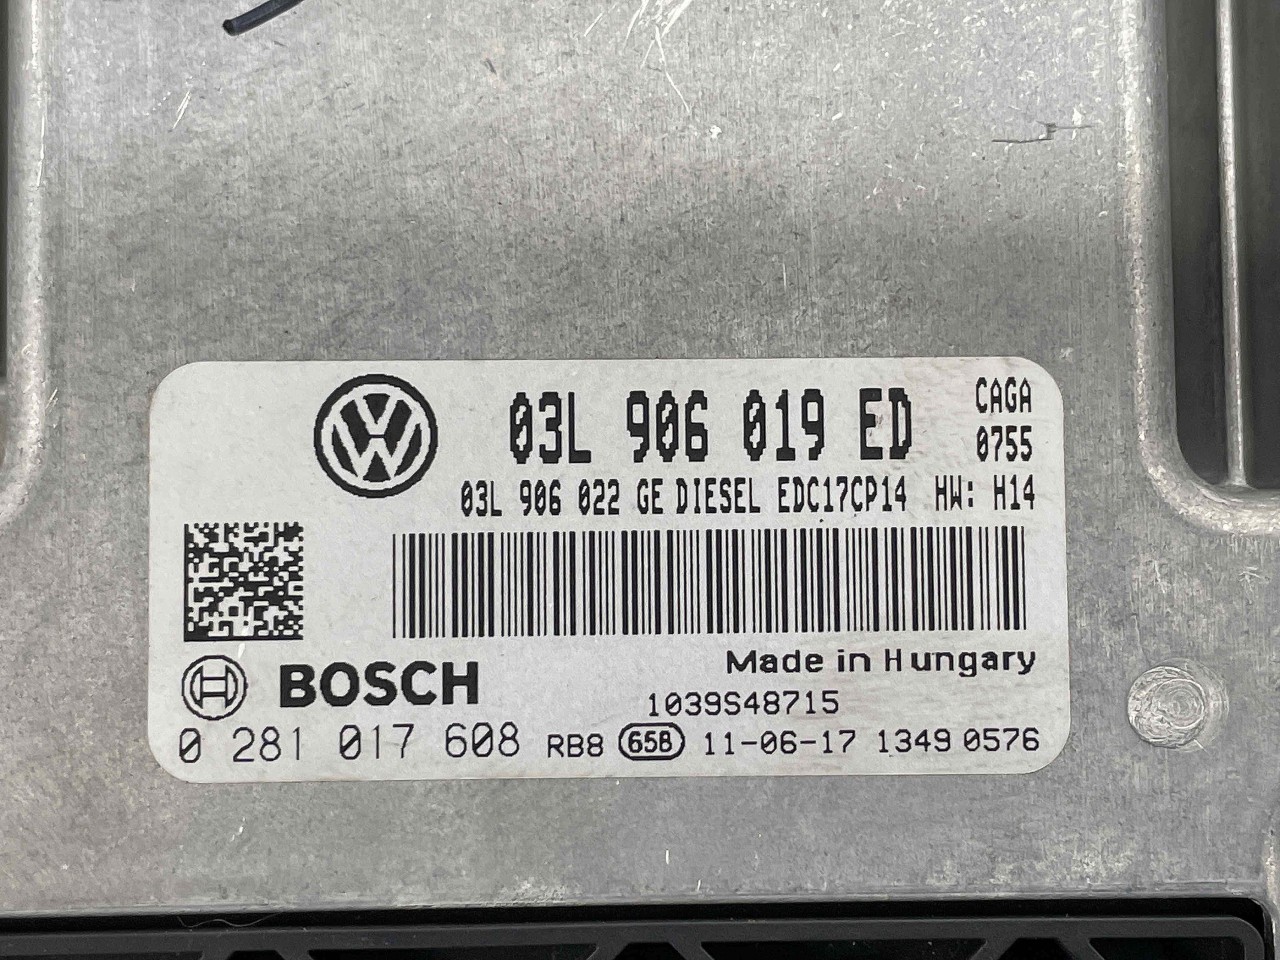 03L 906 019 ED CAGA
0755
03L 906 022 GE DIESEL EDC17CP14 HW: H14
Made in Hungary
BOSCH
1039S48715
0 281 017 608 RB8 65B 11-06-17 1349 0576